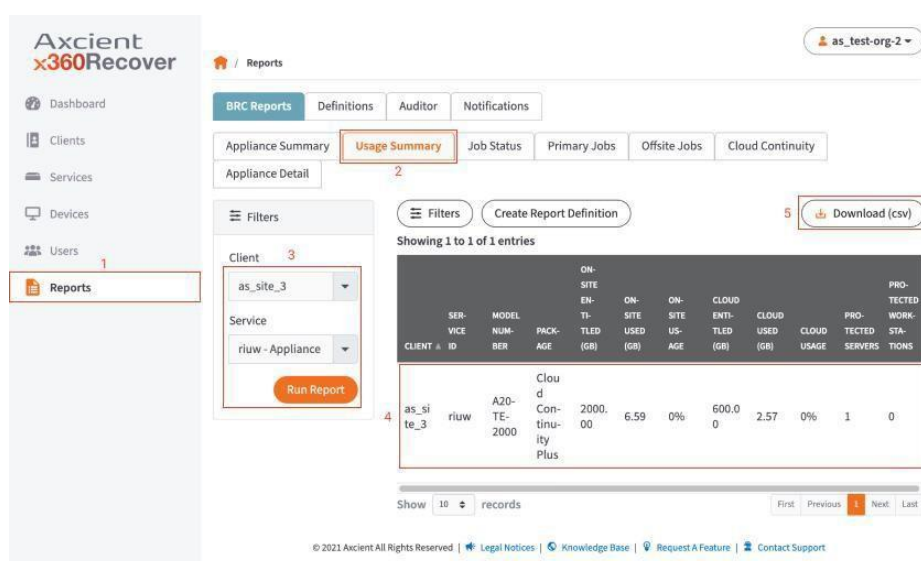 Axcient
x360Recover
as_test-org-2
/ Reports
Dashboard
Clients
Services
Devices
Users
1
Reports
BRC Reports
Definitions
Auditor
Notifications
Appliance Summary
Usage Summary
Job Status
Primary Jobs
Offsite Jobs
Cloud Continuity
Appliance Detail
2
Filters
Client
3
as_site_3
Service
riuw - Appliance
Run Report
Filters
Create Report Definition
5
Download (csv)
Showing 1 to 1 of 1 entries
CLIENT
SER-
VICE
ID
MODEL
NUM-
BER
PACK-
AGE
ON-
SITE
EN-
TI-
TLED
(GB)
ON-
SITE
USED
(GB)
ON-
SITE
US-
AGE
CLOUD
ENTI-
TLED
(GB)
CLOUD
USED
(GB)
CLOUD
USAGE
PRO-
TECTED
SERVERS
PRO-
TECTED
WORK-
STA-
TIONS
4
as_si
te_3
riuw
A20-
TE-
2000
Clou
d
Con-
tinu-
ity
Plus
2000.
00
6.59
0%
600.0
0
2.57
0%
1
0
Show 10 records
First Previous 1 Next Last
© 2021 Axcient All Rights Reserved | Legal Notices | Knowledge Base | Request A Feature | Contact Support